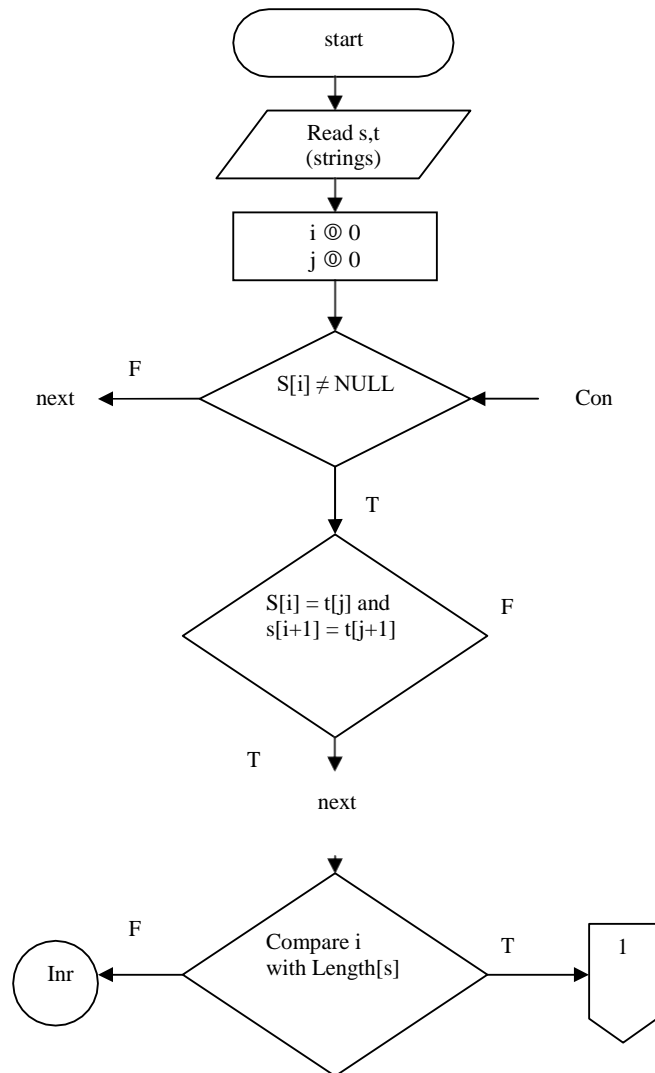 start
Read s,t
(strings)
i ⓪ 0
j ⓪ 0
F
S[i] ≠ NULL
next
Con
T
S[i] = t[j] and
s[i+1] = t[j+1]
F
T
next
F
Compare i
with Length[s]
T
1
Inr